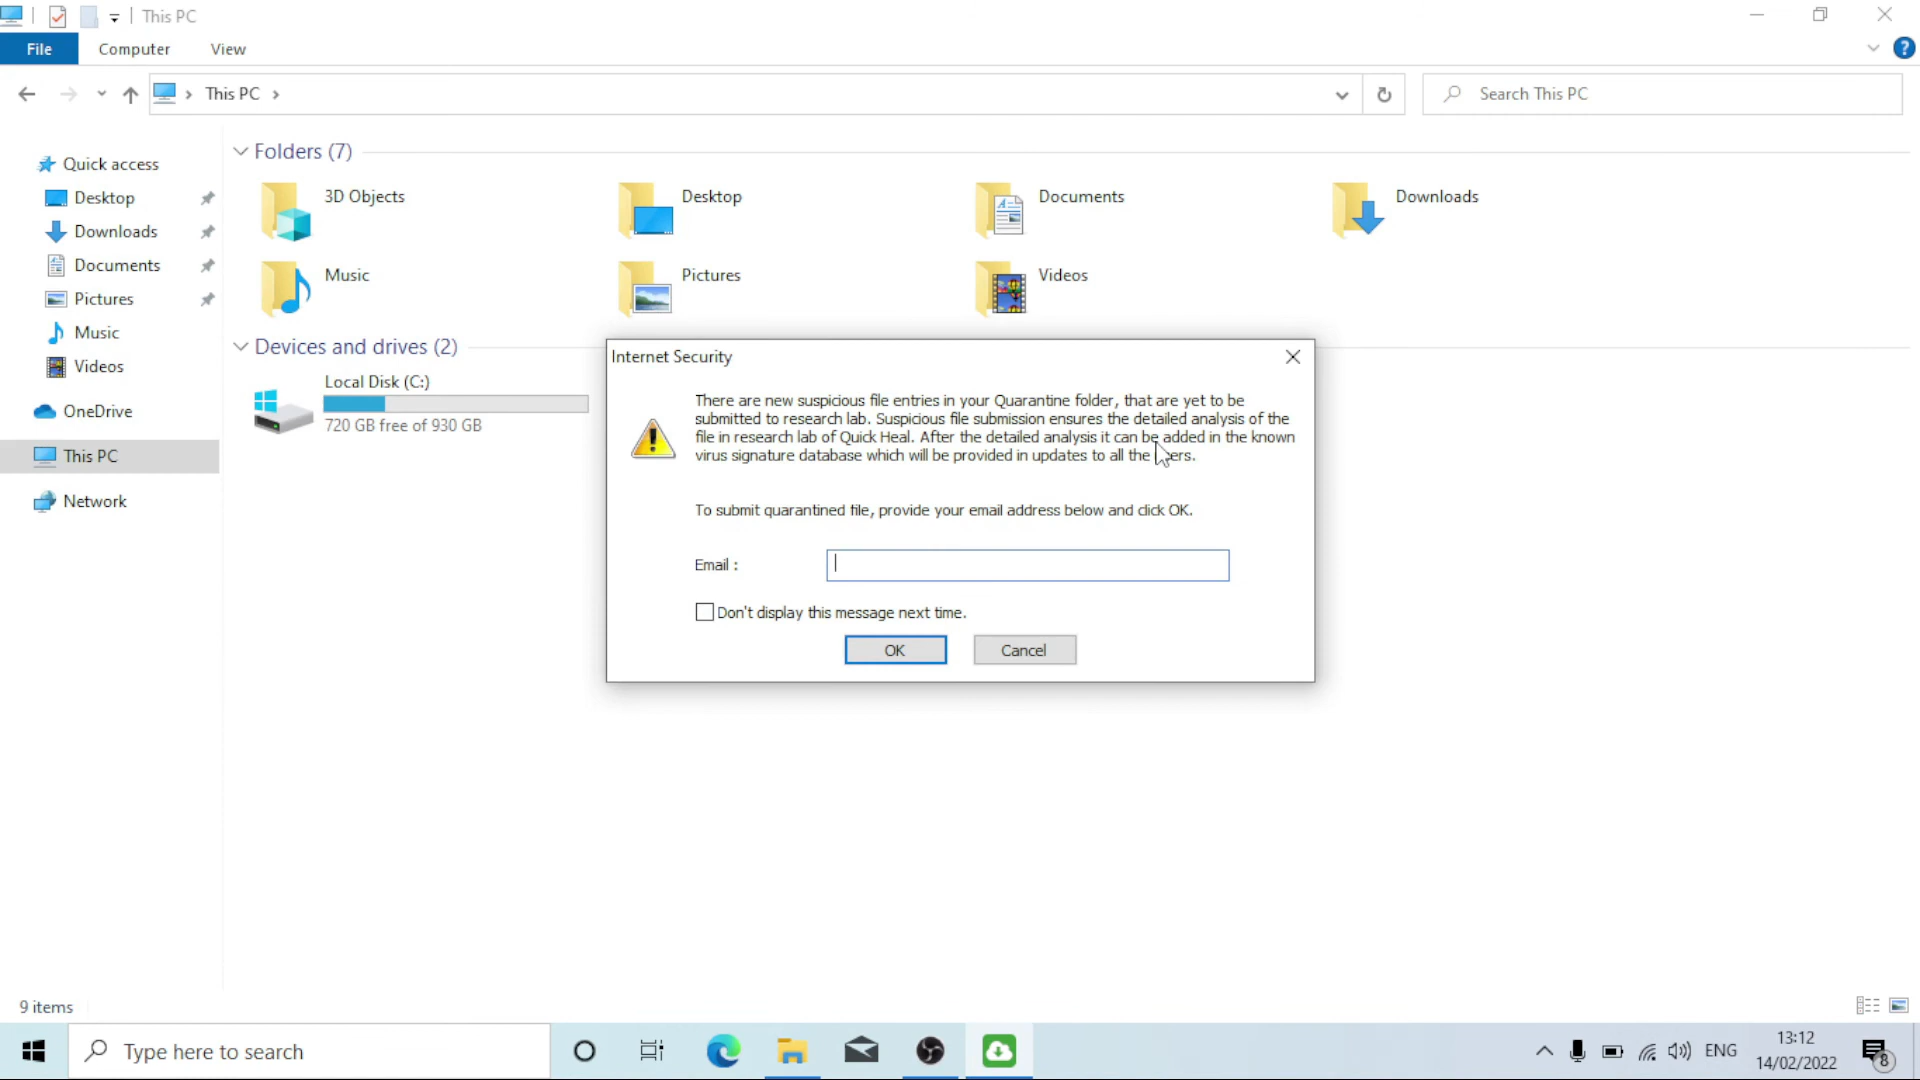 This PC
File Computer View
This PC
Search This PC
Quick access
Desktop
Downloads
Documents
Pictures
Music
Videos
OneDrive
This PC
Network
Folders (7)
3D Objects
Desktop
Documents
Downloads
Music
Pictures
Videos
Devices and drives (2)
Local Disk (C:)
720 GB free of 930 GB
Internet Security
There are new suspicious file entries in your Quarantine folder, that are yet to be
submitted to research lab. Suspicious file submission ensures the detailed analysis of the
file in research lab of Quick Heal. After the detailed analysis it can be added in the known
virus signature database which will be provided in updates to all the users.
To submit quarantined file, provide your email address below and click OK.
Email :
Don't display this message next time.
OK Cancel
9 items
Type here to search
ENG
13:12
14/02/2022
8